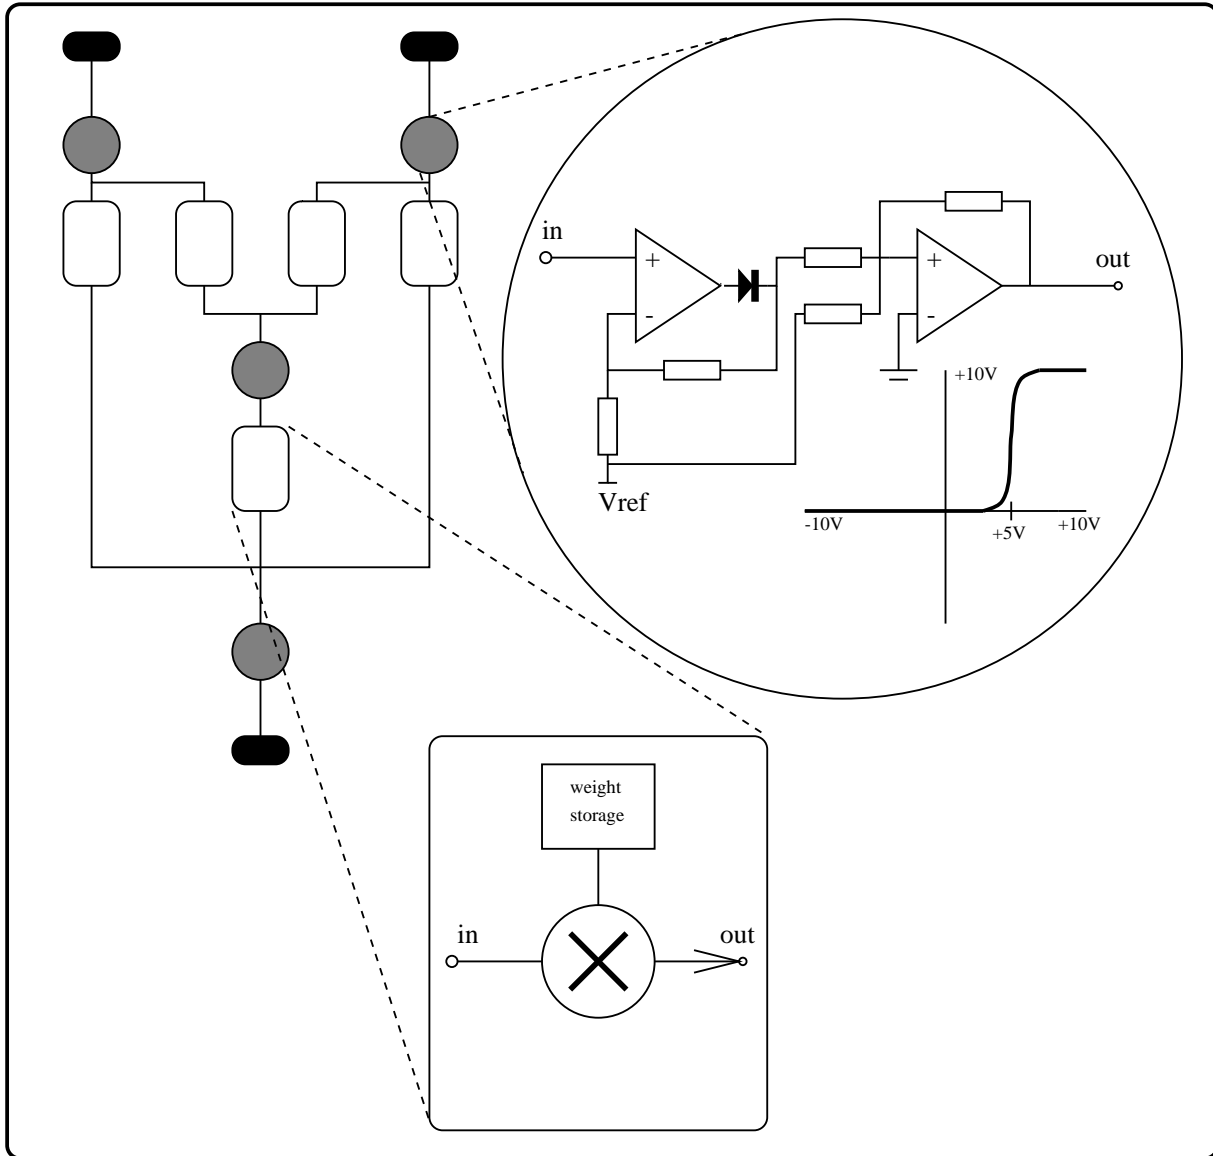 in
+
-
+
-
out
Vref
+10V
-10V
+5V
+10V
weight
storage
in
out